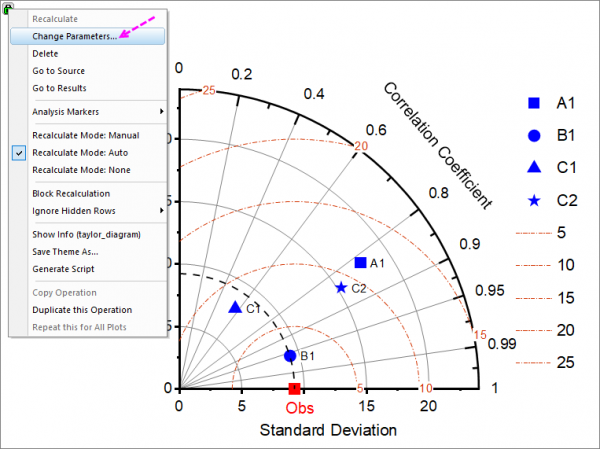 Recalculate
Change Parameters...
Delete
Go to Source
Go to Results
Analysis Markers
Recalculate Mode: Manual
Recalculate Mode: Auto
Recalculate Mode: None
Block Recalculation
Ignore Hidden Rows
Show Info (taylor_diagram)
Save Theme As...
Generate Script
Copy Operation
Duplicate this Operation
Repeat this for All Plots
0
0.2
0.4
0.6
0.8
0.9
0.95
0.99
1
Correlation Coefficient
25
20
15
10
5
A1
C2
C1
B1
Obs
0
0
5
10
15
20
Standard Deviation
A1
B1
C1
C2
5
10
15
20
25